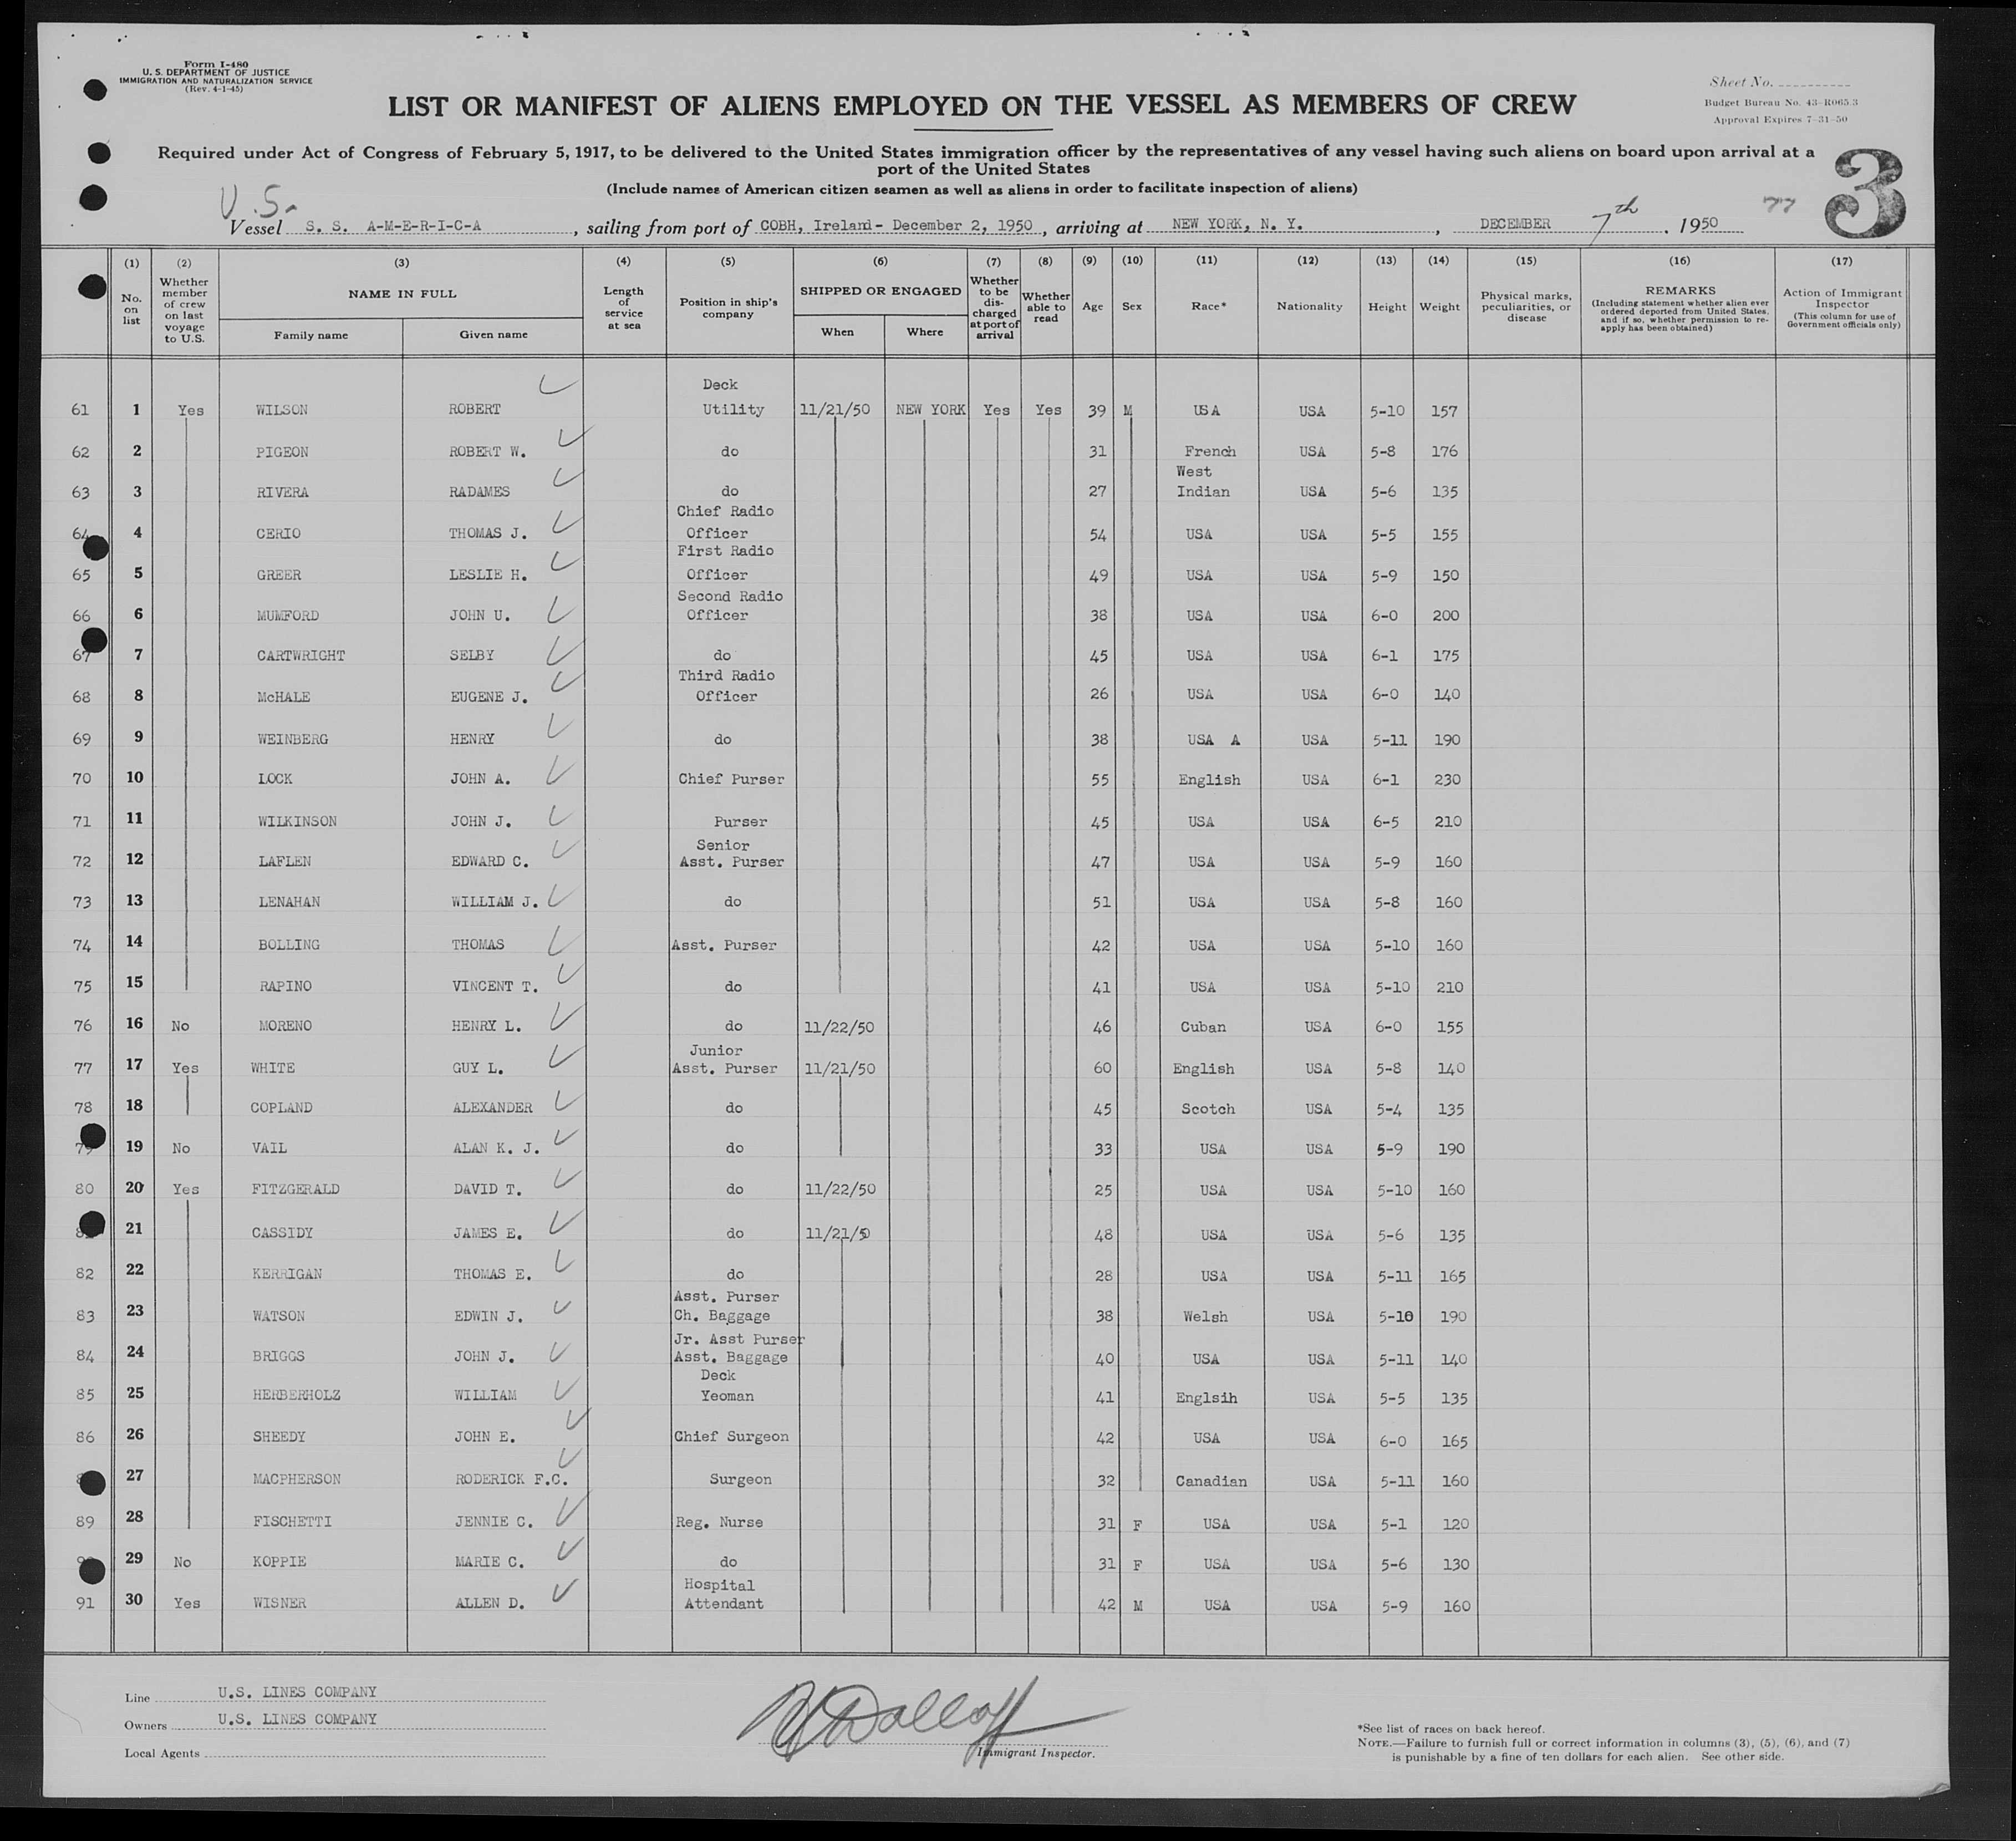 Form I-480
U. S. DEPARTMENT OF JUSTICE
IMMIGRATION AND NATURALIZATION SERVICE
(Rev. 4-1-45)
Sheet No.
Budget Bureau No. 43-R065.3
Approval Expires 7-31-50
LIST OR MANIFEST OF ALIENS EMPLOYED ON THE VESSEL AS MEMBERS OF CREW
Required under Act of Congress of February 5, 1917, to be delivered to the United States immigration officer by the representatives of any vessel having such aliens on board upon arrival at a
port of the United States
(Include names of American citizen seamen as well as aliens in order to facilitate inspection of aliens)
3
U.S.
77
Vessel S. S. A-M-E-R-I-C-A, sailing from port of COBH, Ireland- December 2, 1950, arriving at NEW YORK, N. Y., DECEMBER 7th, 1950
(1) No. on list
(2) Whether member of crew on last voyage to U.S.
(3) NAME IN FULL Family name Given name
(4) Length of service at sea
(5) Position in ship's company
(6) SHIPPED OR ENGAGED When Where
(7) Whether to be discharged at port of arrival
(8) Whether able to read
(9) Age
(10) Sex
(11) Race*
(12) Nationality
(13) Height
(14) Weight
(15) Physical marks, peculiarities, or disease
(16) REMARKS (Including statement whether alien ever ordered deported from United States, and if so, whether permission to re-apply has been obtained)
(17) Action of Immigrant Inspector (This column for use of Government officials only)
61 1 Yes WILSON ROBERT Deck Utility 11/21/50 NEW YORK Yes Yes 39 M USA USA 5-10 157
62 2 PIGEON ROBERT W. do 31 French USA 5-8 176
63 3 RIVERA RADAMES do 27 West Indian USA 5-6 135
64 4 CERIO THOMAS J. Chief Radio Officer 54 USA USA 5-5 155
65 5 GREER LESLIE H. First Radio Officer 49 USA USA 5-9 150
66 6 MUMFORD JOHN U. Second Radio Officer 38 USA USA 6-0 200
67 7 CARTWRIGHT SELBY do 45 USA USA 6-1 175
68 8 McHALE EUGENE J. Third Radio Officer 26 USA USA 6-0 140
69 9 WEINBERG HENRY do 38 USA A USA 5-11 190
70 10 LOCK JOHN A. Chief Purser 55 English USA 6-1 230
71 11 WILKINSON JOHN J. Purser 45 USA USA 6-5 210
72 12 LAFLEN EDWARD C. Senior Asst. Purser 47 USA USA 5-9 160
73 13 LENAHAN WILLIAM J. do 51 USA USA 5-8 160
74 14 BOLLING THOMAS Asst. Purser 42 USA USA 5-10 160
75 15 RAPINO VINCENT T. do 41 USA USA 5-10 210
76 16 No MORENO HENRY L. do 11/22/50 46 Cuban USA 6-0 155
77 17 Yes WHITE GUY L. Junior Asst. Purser 11/21/50 60 English USA 5-8 140
78 18 COPLAND ALEXANDER do 45 Scotch USA 5-4 135
79 19 No VAIL ALAN K. J. do 33 USA USA 5-9 190
80 20 Yes FITZGERALD DAVID T. do 11/22/50 25 USA USA 5-10 160
21 CASSIDY JAMES E. do 11/21/50 48 USA USA 5-6 135
82 22 KERRIGAN THOMAS E. do 28 USA USA 5-11 165
83 23 WATSON EDWIN J. Asst. Purser Ch. Baggage 38 Welsh USA 5-10 190
84 24 BRIGGS JOHN J. Jr. Asst Purser Asst. Baggage 40 USA USA 5-11 140
85 25 HERBERHOLZ WILLIAM Deck Yeoman 41 Englsih USA 5-5 135
86 26 SHEEDY JOHN E. Chief Surgeon 42 USA USA 6-0 165
27 MACPHERSON RODERICK F.C. Surgeon 32 Canadian USA 5-11 160
89 28 FISCHETTI JENNIE C. Reg. Nurse 31 F USA USA 5-1 120
29 No KOPPIE MARIE C. do 31 F USA USA 5-6 130
91 30 Yes WISNER ALLEN D. Hospital Attendant 42 M USA USA 5-9 160
Line U.S. LINES COMPANY
Owners U.S. LINES COMPANY
Local Agents
Immigrant Inspector.
*See list of races on back hereof.
NOTE.—Failure to furnish full or correct information in columns (3), (5), (6), and (7)
is punishable by a fine of ten dollars for each alien. See other side.